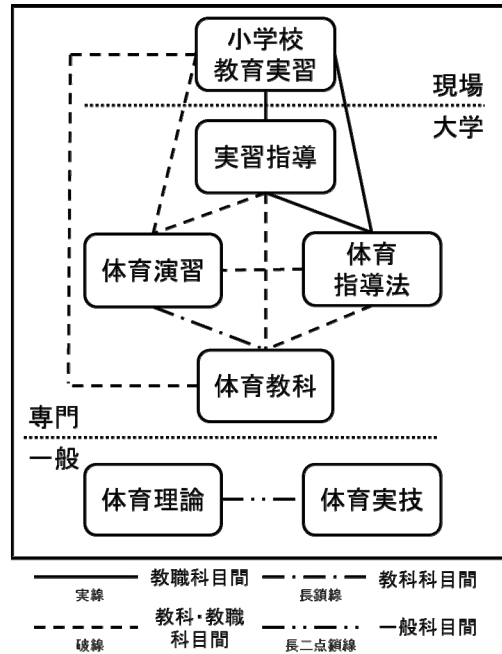 小学校
教育実習
現場
大学
実習指導
体育演習
体育
指導法
体育教科
専門
一般
体育理論
体育実技
実線
教職科目間
長鎖線
教科科目間
破線
教科・教職
科目間
長二点鎖線
一般科目間